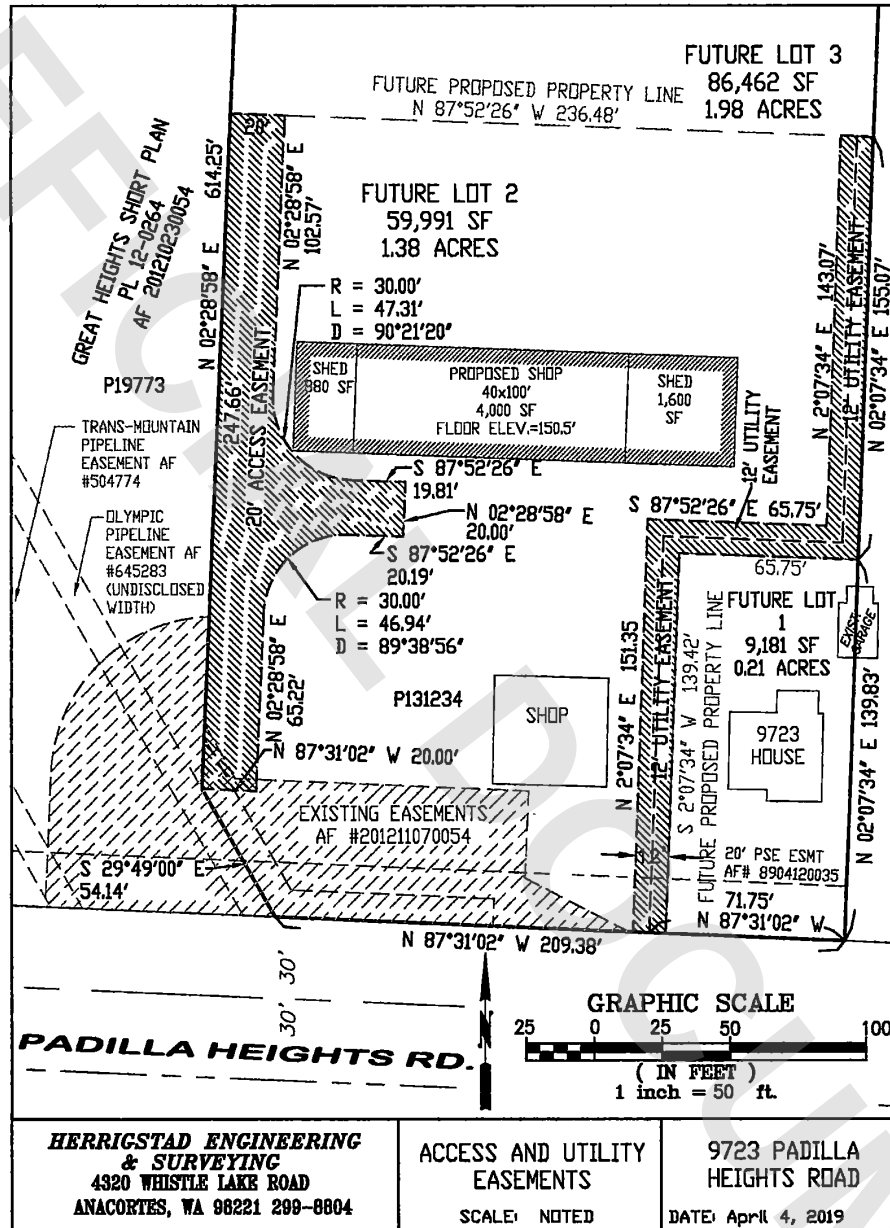 FUTURE LOT 3
86,462 SF
1.98 ACRES
FUTURE PROPOSED PROPERTY LINE
N 87°52'26" W 236.48'
GREAT HEIGHTS SHORT PLAN
PL 12-0264
AF 201210230054
N 02°28'58" E 614.25'
N 02°28'58" E
102.57'
FUTURE LOT 2
59,991 SF
1.38 ACRES
R = 30.00'
L = 47.31'
D = 90°21'20"
SHED
880 SF
PROPOSED SHOP
40x100'
4,000 SF
FLOOR ELEV.=150.5'
SHED
1,600
SF
12' UTILITY
EASEMENT
N 2°07'34" E 143.07'
12' UTILITY EASEMENT
N 02°07'34" E 155.07'
P19773
247.66'
20' ACCESS EASEMENT
TRANS-MOUNTAIN
PIPELINE
EASEMENT AF
#504774
OLYMPIC
PIPELINE
EASEMENT AF
#645283
(UNDISCLOSED
WIDTH)
S 87°52'26" E
19.81'
N 02°28'58" E
20.00'
S 87°52'26" E
20.19'
S 87°52'26" E 65.75'
65.75'
R = 30.00'
L = 46.94'
D = 89°38'56"
FUTURE LOT
1
9,181 SF
0.21 ACRES
EXIST
GARAGE
N 02°28'58" E
65.22'
P131234
SHOP
N 2°07'34" E 151.35
12' UTILITY EASEMENT
S 2°07'34" W 139.42'
FUTURE PROPOSED PROPERTY LINE
9723
HOUSE
N 02°07'34" E 139.83'
N 87°31'02" W 20.00'
EXISTING EASEMENTS
AF #201211070054
S 29°49'00" E
54.14'
20' PSE ESMT
AF# 8904120035
71.75'
N 87°31'02" W
N 87°31'02" W 209.38'
30' 30'
PADILLA HEIGHTS RD.
N
GRAPHIC SCALE
25 0 25 50 100
( IN FEET )
1 inch = 50 ft.
HERRIGSTAD ENGINEERING
& SURVEYING
4320 WHISTLE LAKE ROAD
ANACORTES, WA 98221 299-8804
ACCESS AND UTILITY
EASEMENTS
SCALE: NOTED
9723 PADILLA
HEIGHTS ROAD
DATE: April 4, 2019